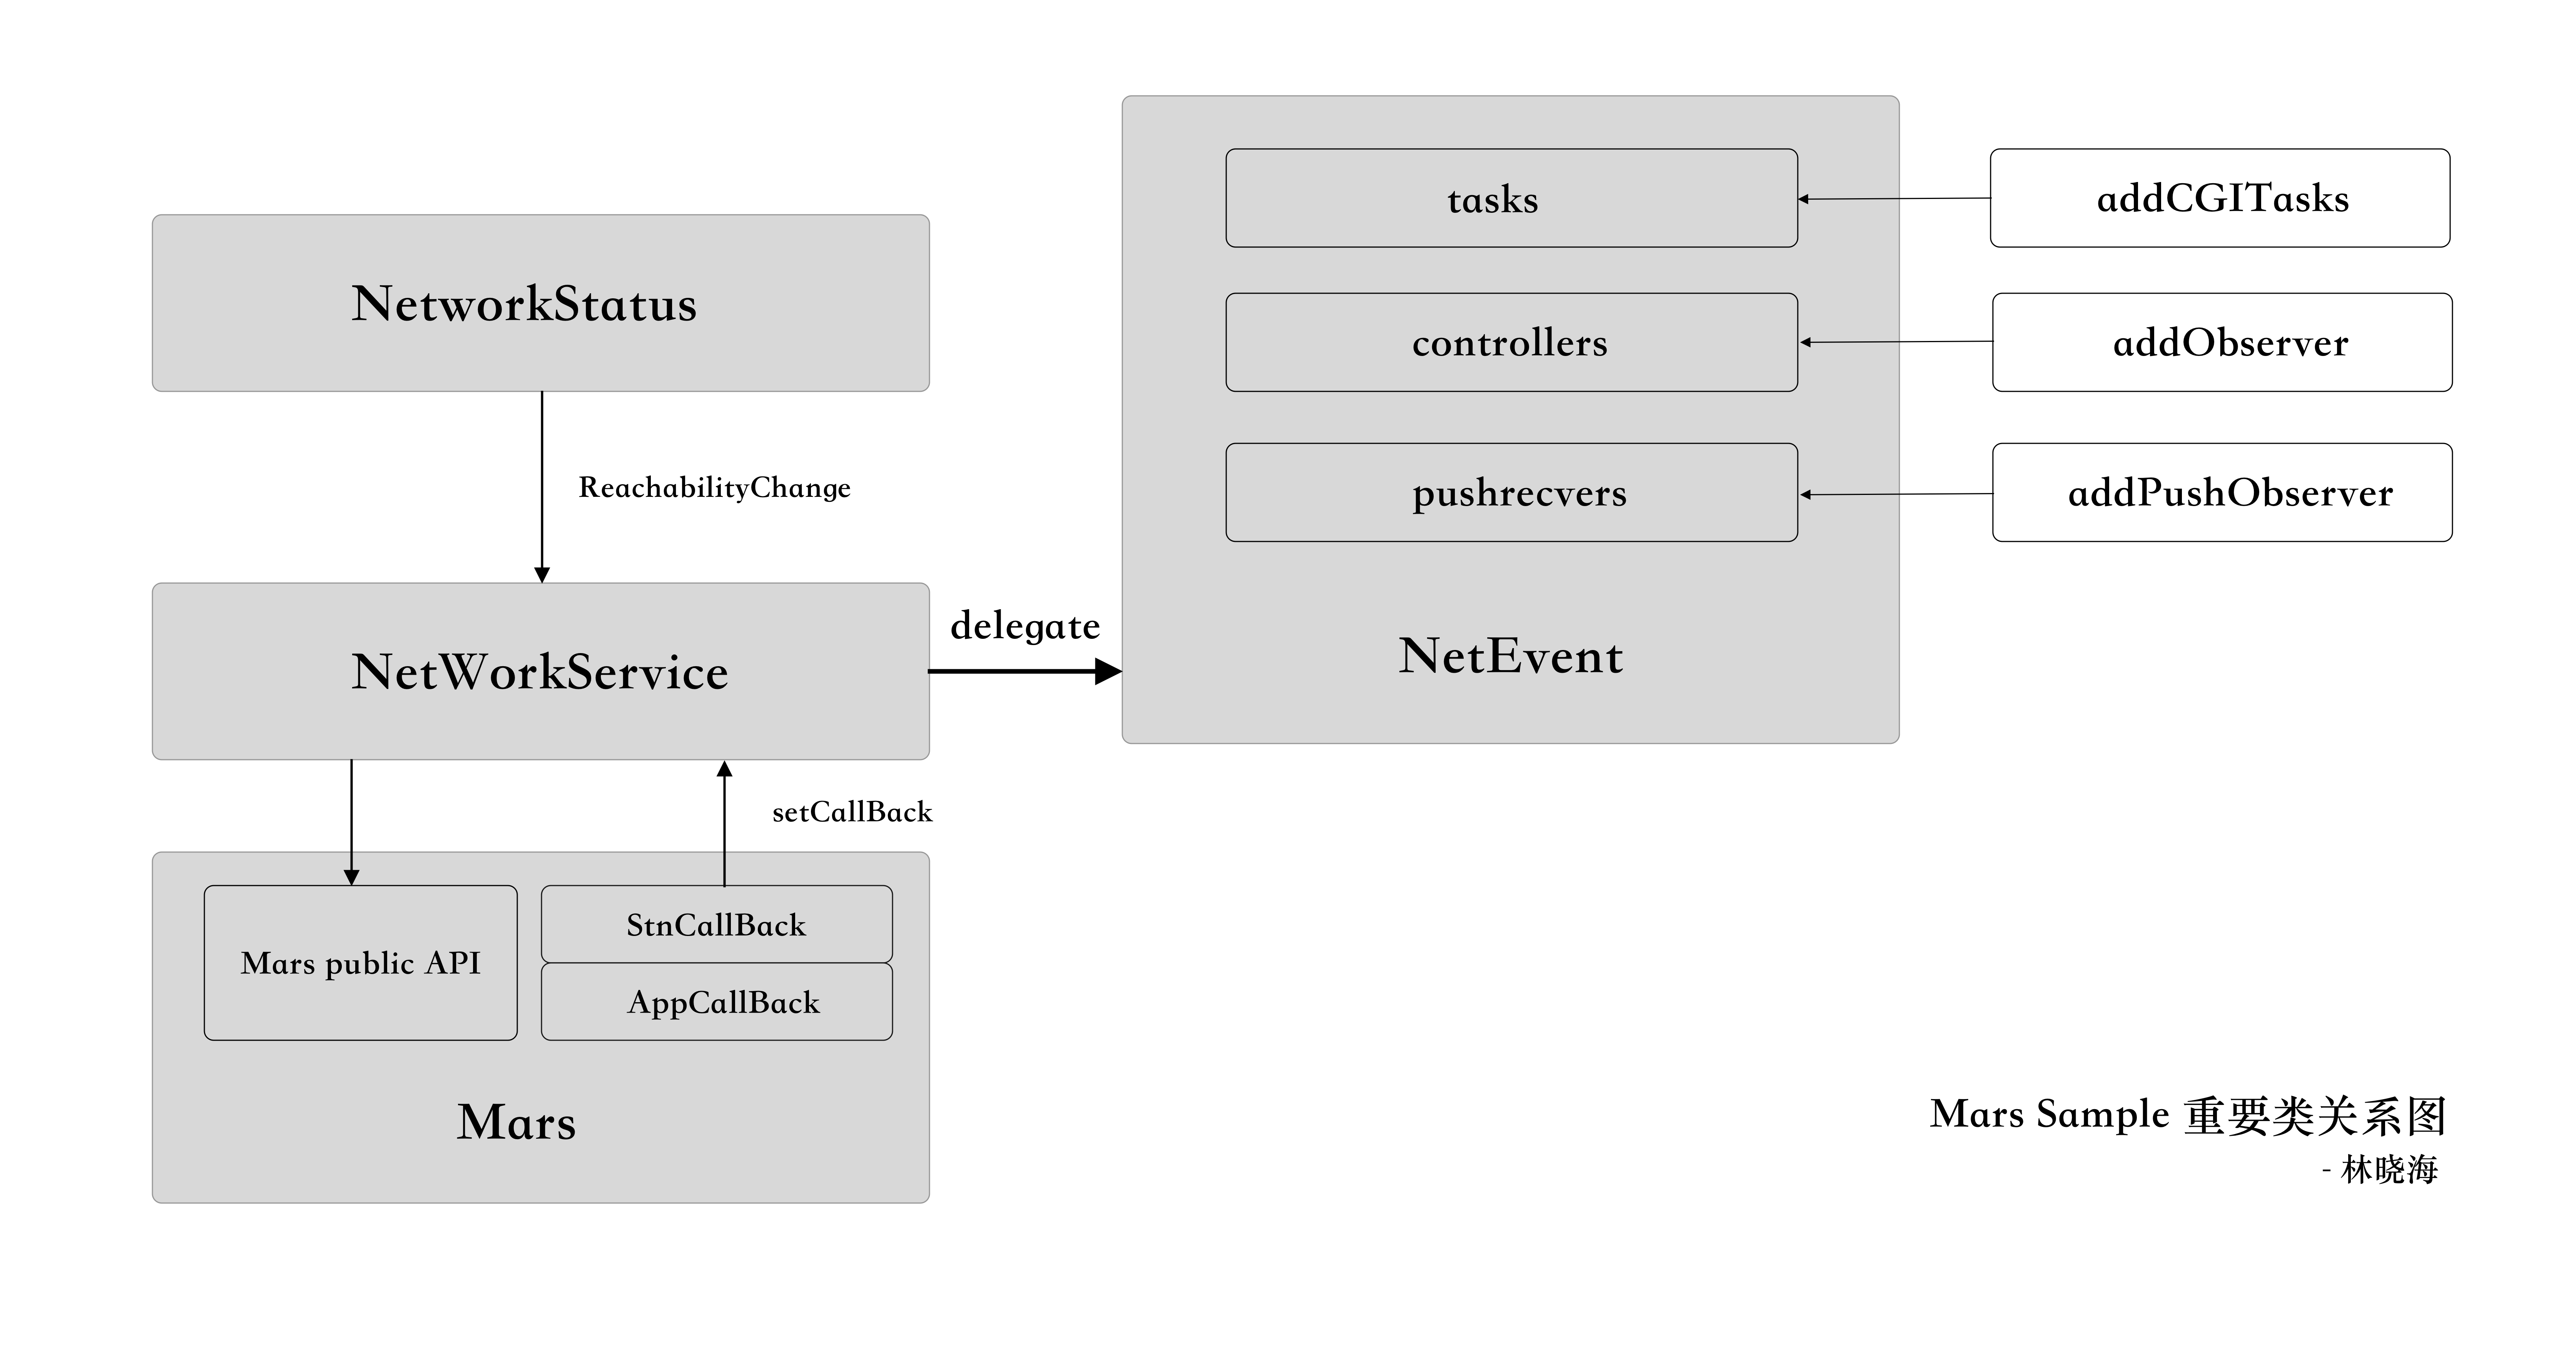 NetworkStatus
ReachabilityChange
NetWorkService
delegate
setCallBack
Mars public API
StnCallBack
AppCallBack
Mars
tasks
controllers
pushrecvers
NetEvent
addCGITasks
addObserver
addPushObserver
Mars Sample 重要类关系图
- 林晓海